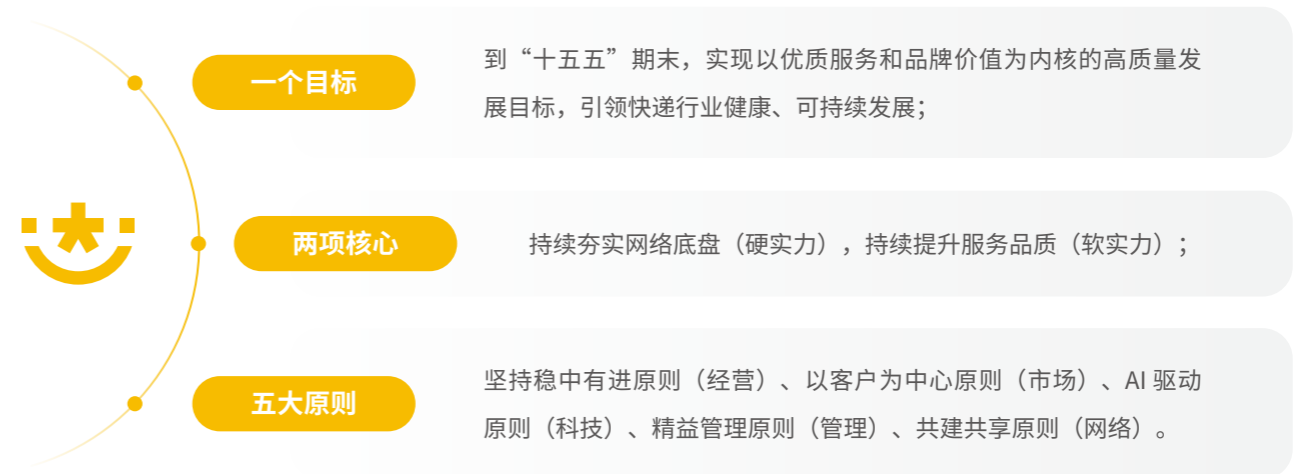 一个目标
到“十五五”期末，实现以优质服务和品牌价值为内核的高质量发
展目标，引领快递行业健康、可持续发展；
两项核心
持续夯实网络底盘（硬实力），持续提升服务品质（软实力）；
五大原则
坚持稳中有进原则（经营）、以客户为中心原则（市场）、AI 驱动
原则（科技）、精益管理原则（管理）、共建共享原则（网络）。